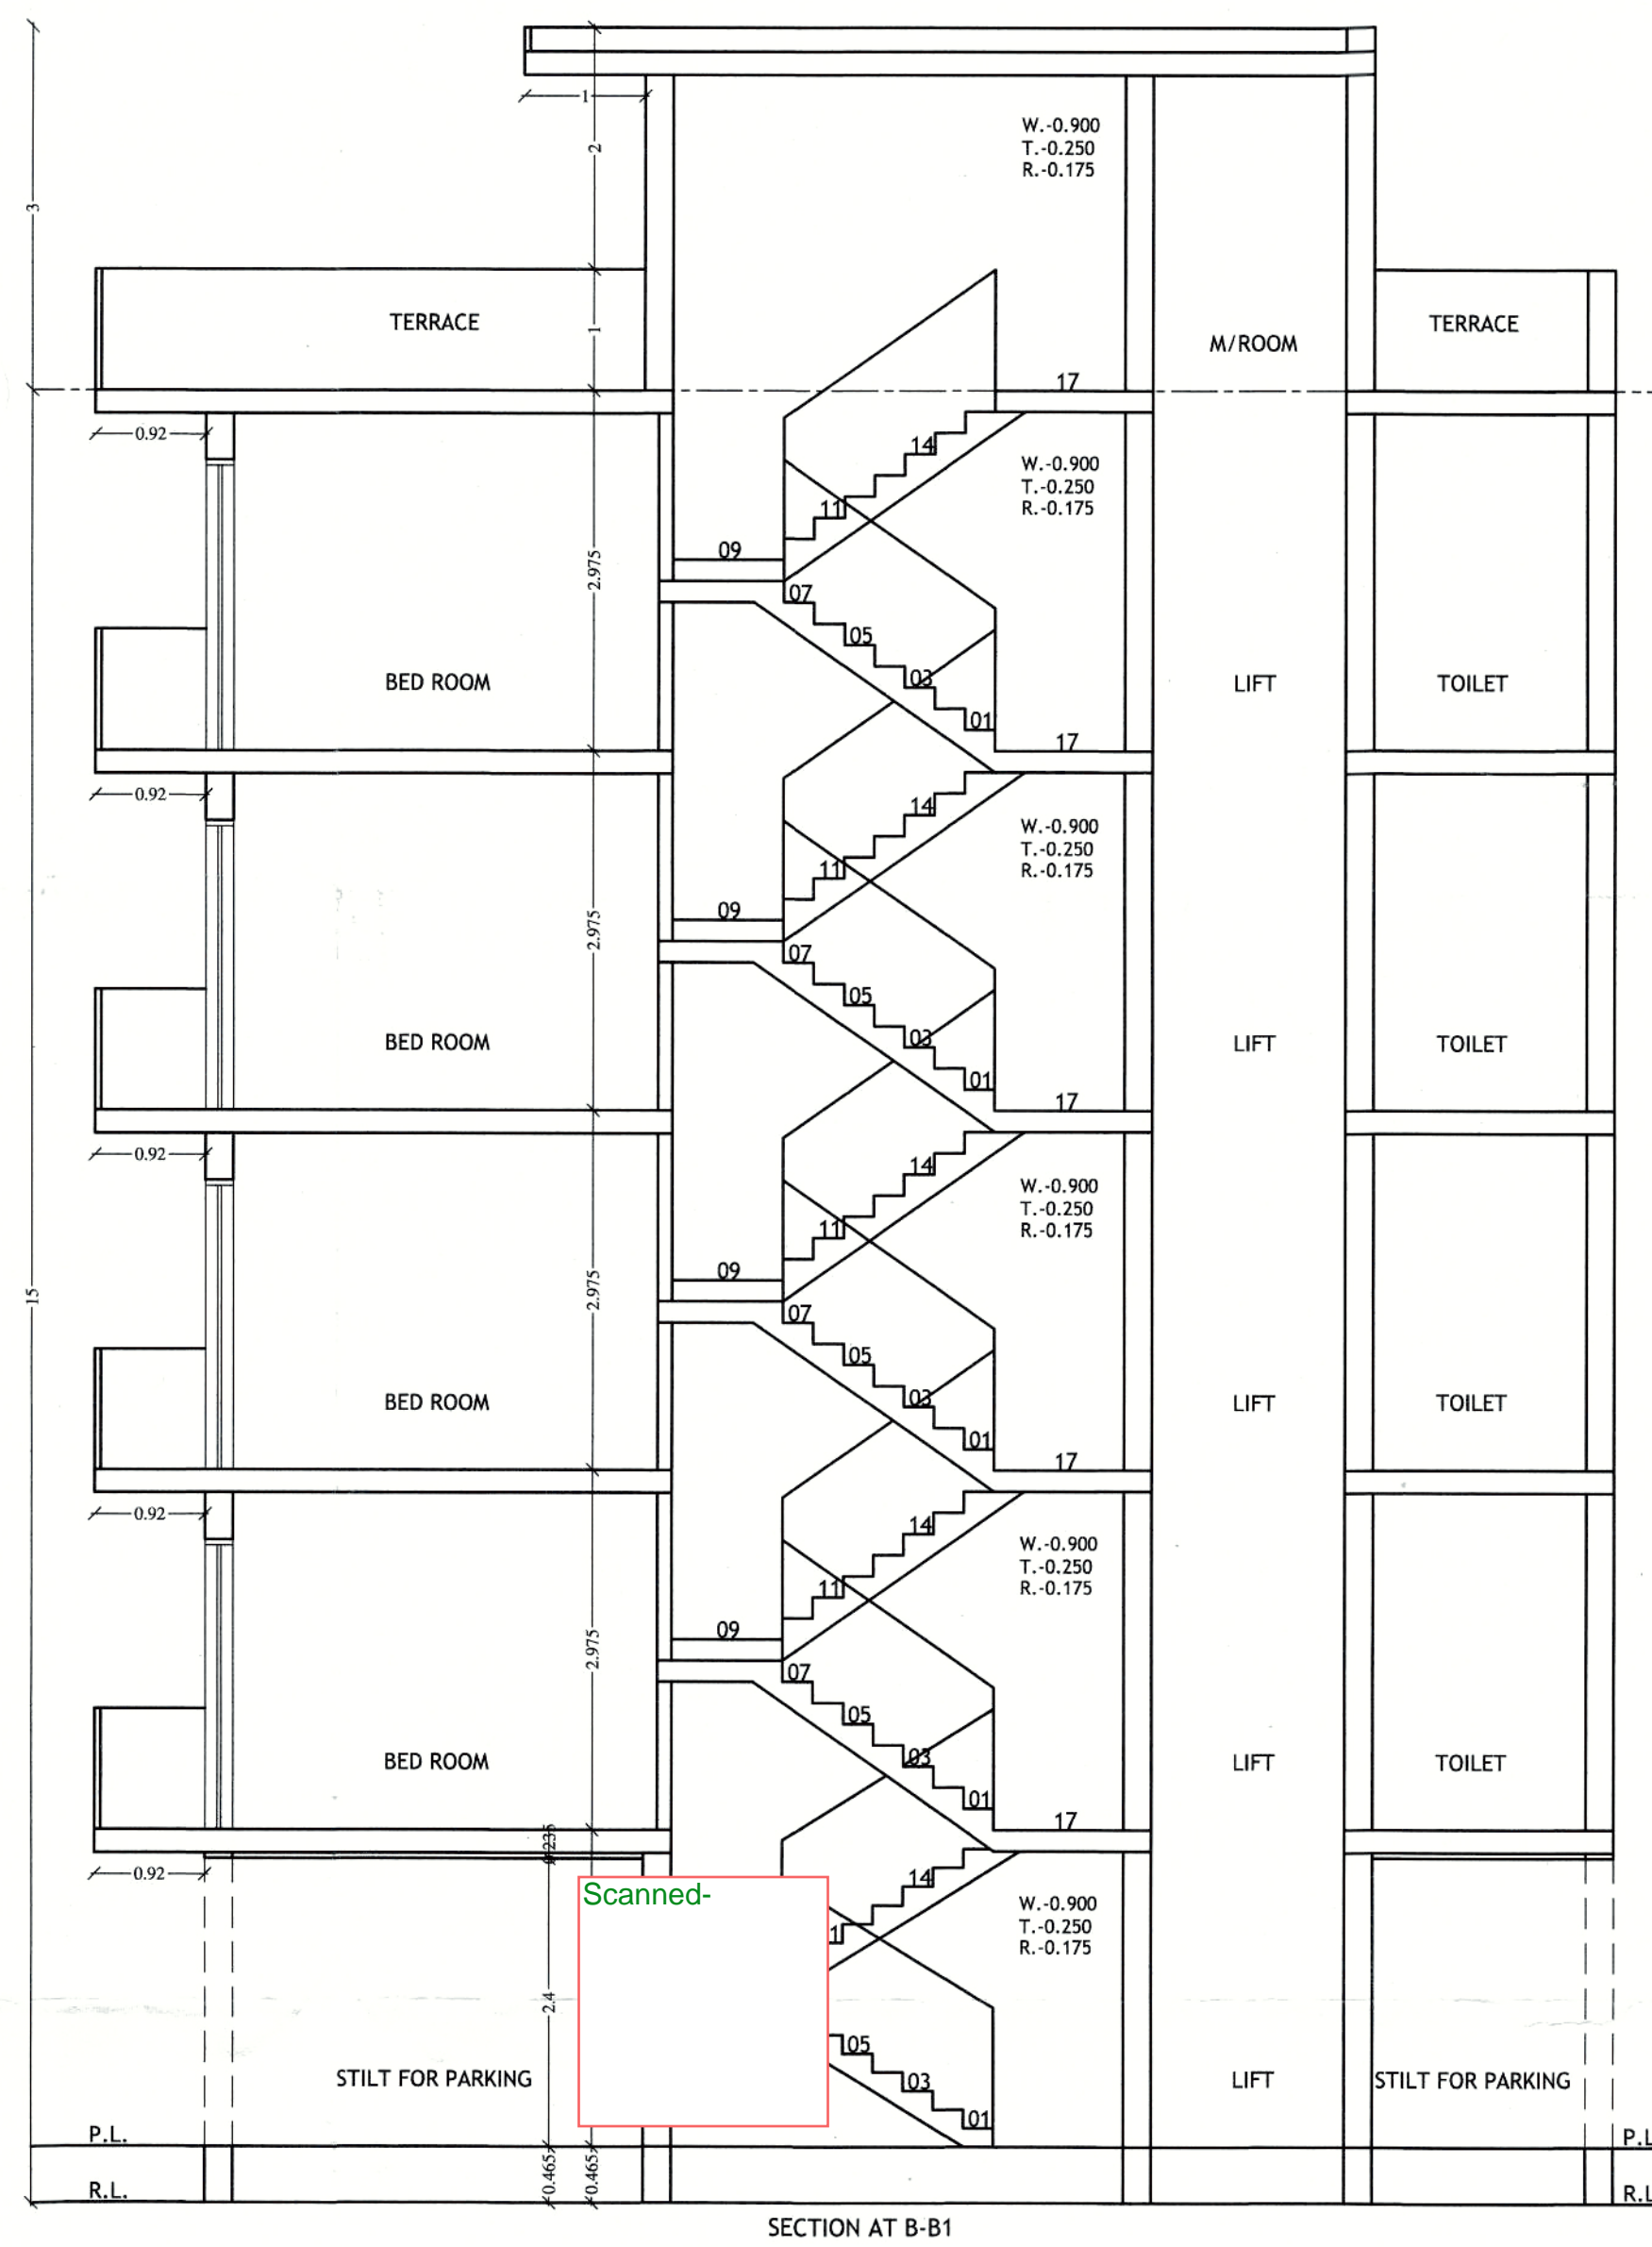 1
W.-0.900
T.-0.250
R.-0.175
2
3
TERRACE
1
M/ROOM
TERRACE
17
0.92
14
W.-0.900
T.-0.250
R.-0.175
11
09
2.975
07
05
03
01
BED ROOM
LIFT
TOILET
17
0.92
14
W.-0.900
T.-0.250
R.-0.175
11
09
2.975
07
05
03
01
BED ROOM
LIFT
TOILET
17
0.92
14
W.-0.900
T.-0.250
R.-0.175
11
09
2.975
15
07
05
03
01
BED ROOM
LIFT
TOILET
17
0.92
14
W.-0.900
T.-0.250
R.-0.175
11
09
2.975
07
05
03
01
BED ROOM
LIFT
TOILET
17
0.235
0.92
Scanned-
14
W.-0.900
T.-0.250
R.-0.175
2.4
05
03
01
STILT FOR PARKING
LIFT
STILT FOR PARKING
P.L.
P.L
0.465
0.465
R.L.
R.L
SECTION AT B-B1